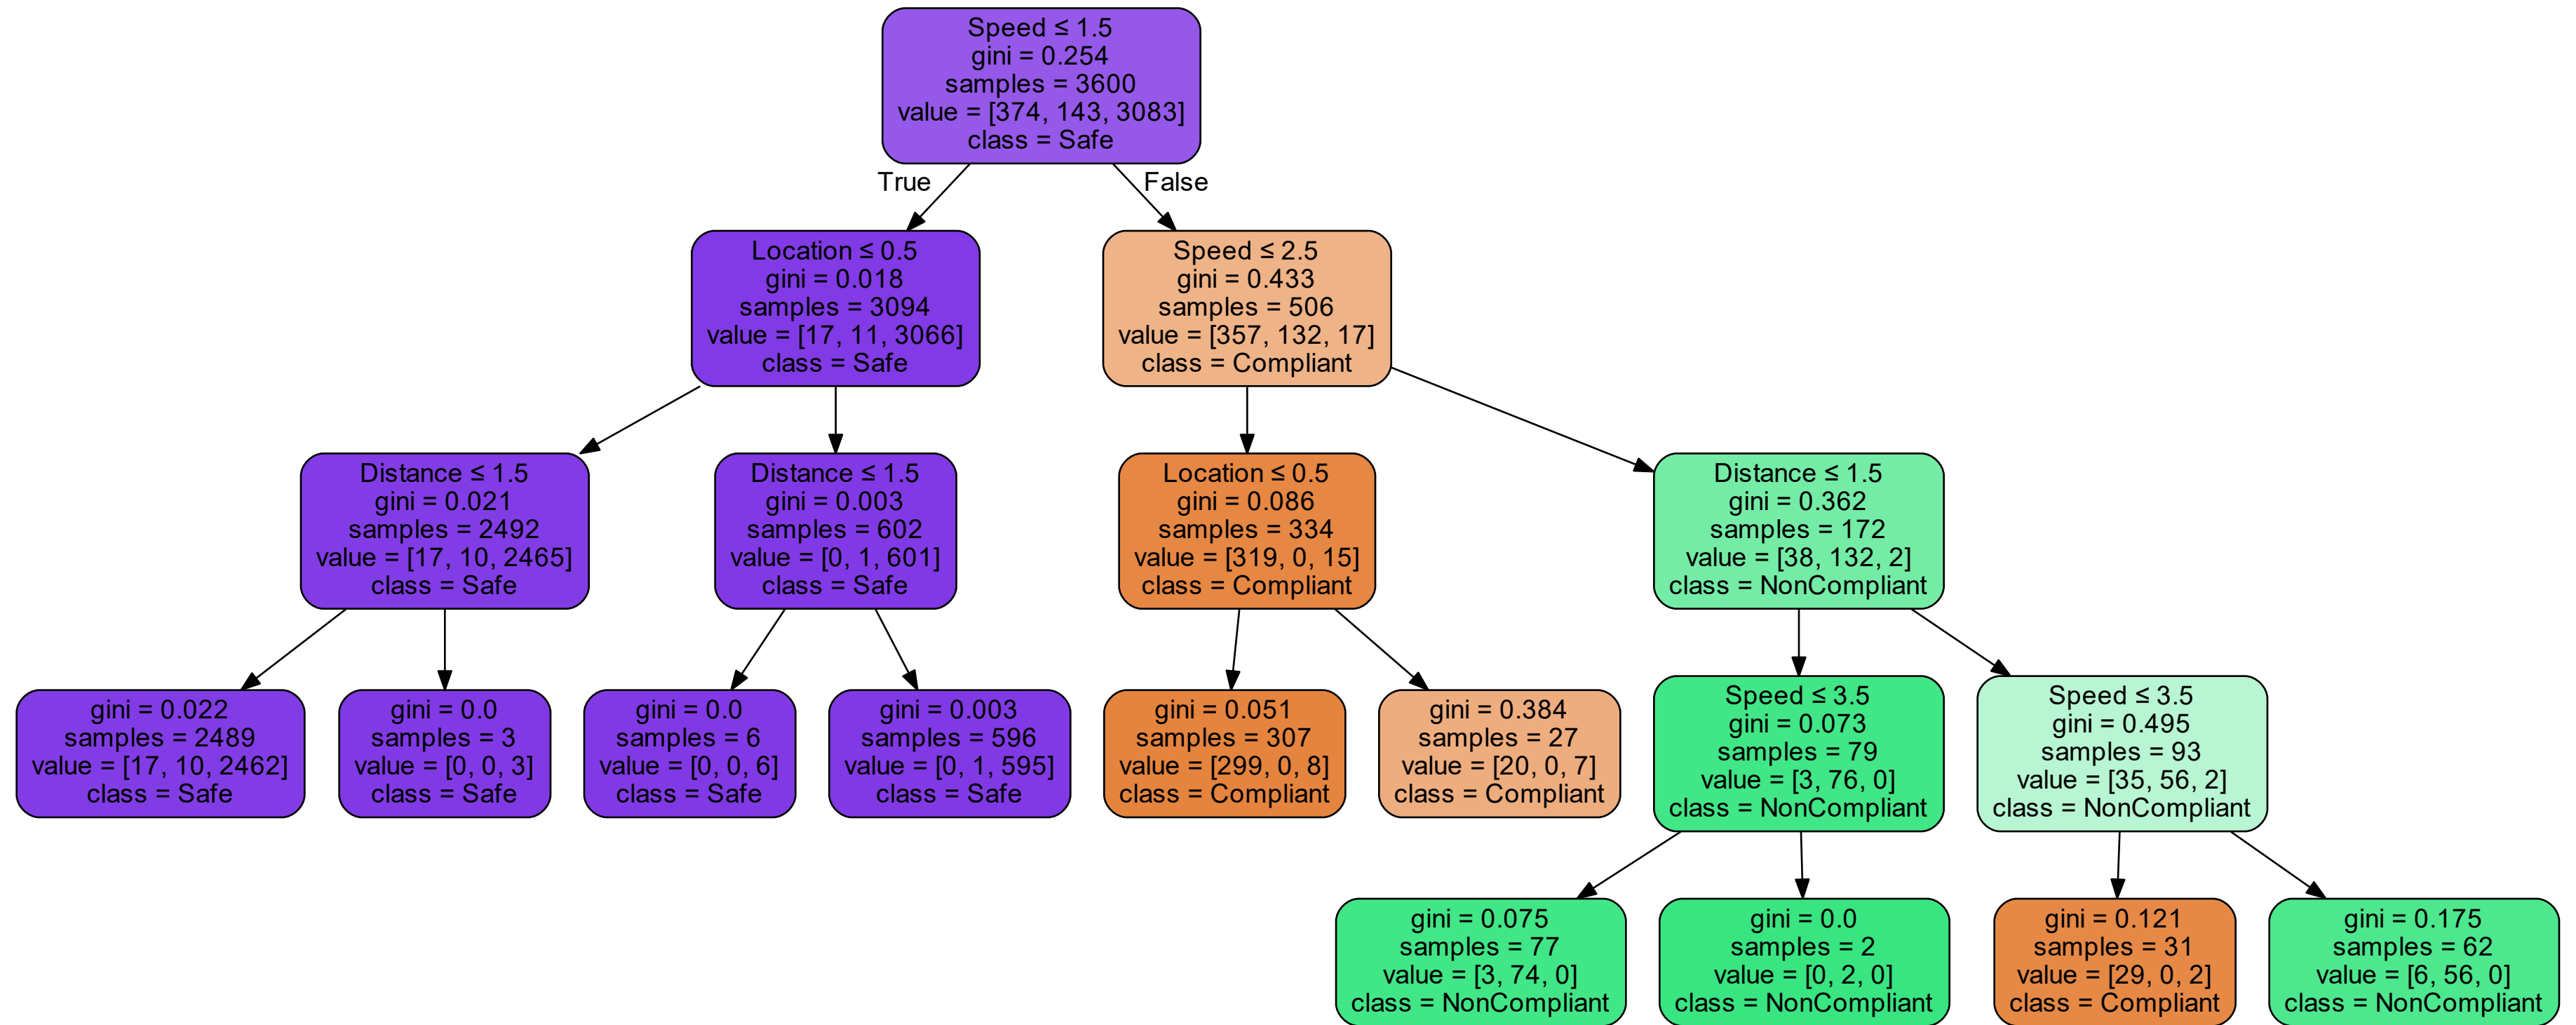 Speed ≤ 1.5
gini = 0.254
samples = 3600
value = [374, 143, 3083]
class = Safe
True
False
Location ≤ 0.5
gini = 0.018
samples = 3094
value = [17, 11, 3066]
class = Safe
Speed ≤ 2.5
gini = 0.433
samples = 506
value = [357, 132, 17]
class = Compliant
Distance ≤ 1.5
gini = 0.021
samples = 2492
value = [17, 10, 2465]
class = Safe
Distance ≤ 1.5
gini = 0.003
samples = 602
value = [0, 1, 601]
class = Safe
Location ≤ 0.5
gini = 0.086
samples = 334
value = [319, 0, 15]
class = Compliant
Distance ≤ 1.5
gini = 0.362
samples = 172
value = [38, 132, 2]
class = NonCompliant
gini = 0.022
samples = 2489
value = [17, 10, 2462]
class = Safe
gini = 0.0
samples = 3
value = [0, 0, 3]
class = Safe
gini = 0.0
samples = 6
value = [0, 0, 6]
class = Safe
gini = 0.003
samples = 596
value = [0, 1, 595]
class = Safe
gini = 0.051
samples = 307
value = [299, 0, 8]
class = Compliant
gini = 0.384
samples = 27
value = [20, 0, 7]
class = Compliant
Speed ≤ 3.5
gini = 0.073
samples = 79
value = [3, 76, 0]
class = NonCompliant
Speed ≤ 3.5
gini = 0.495
samples = 93
value = [35, 56, 2]
class = NonCompliant
gini = 0.075
samples = 77
value = [3, 74, 0]
class = NonCompliant
gini = 0.0
samples = 2
value = [0, 2, 0]
class = NonCompliant
gini = 0.121
samples = 31
value = [29, 0, 2]
class = Compliant
gini = 0.175
samples = 62
value = [6, 56, 0]
class = NonCompliant